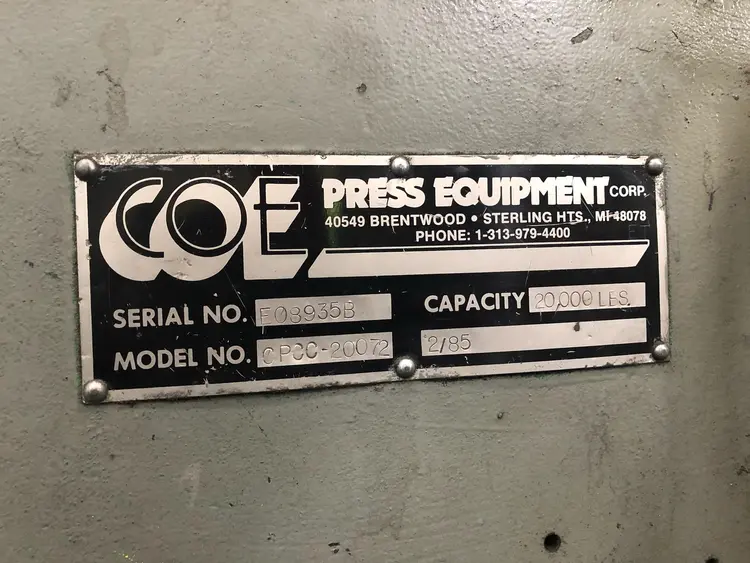 COE PRESS EQUIPMENT CORP.
40549 BRENTWOOD • STERLING HTS., MI 48078
PHONE: 1-313-979-4400
SERIAL NO. E08935B CAPACITY 20,000 LBS.
MODEL NO. CPCC-20072 2/85